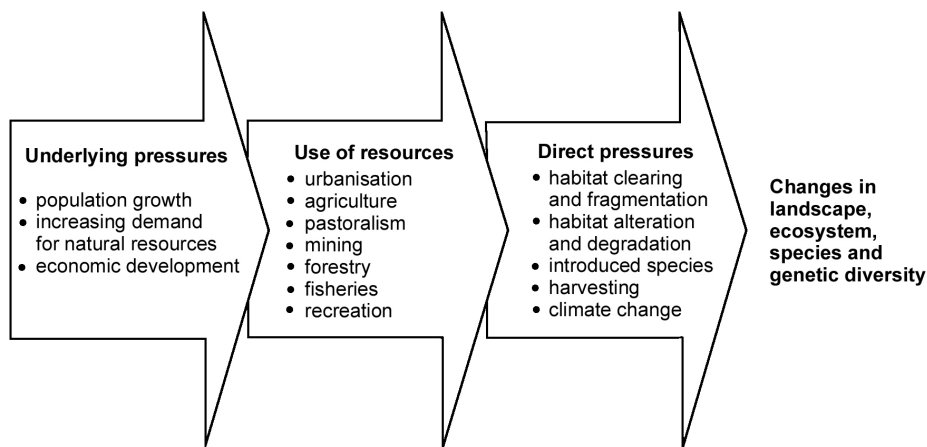 Underlying pressures
• population growth
• increasing demand
for natural resources
• economic development
Use of resources
• urbanisation
• agriculture
• pastoralism
• mining
• forestry
• fisheries
• recreation
Direct pressures
• habitat clearing
and fragmentation
• habitat alteration
and degradation
• introduced species
• harvesting
• climate change
Changes in
landscape,
ecosystem,
species and
genetic diversity